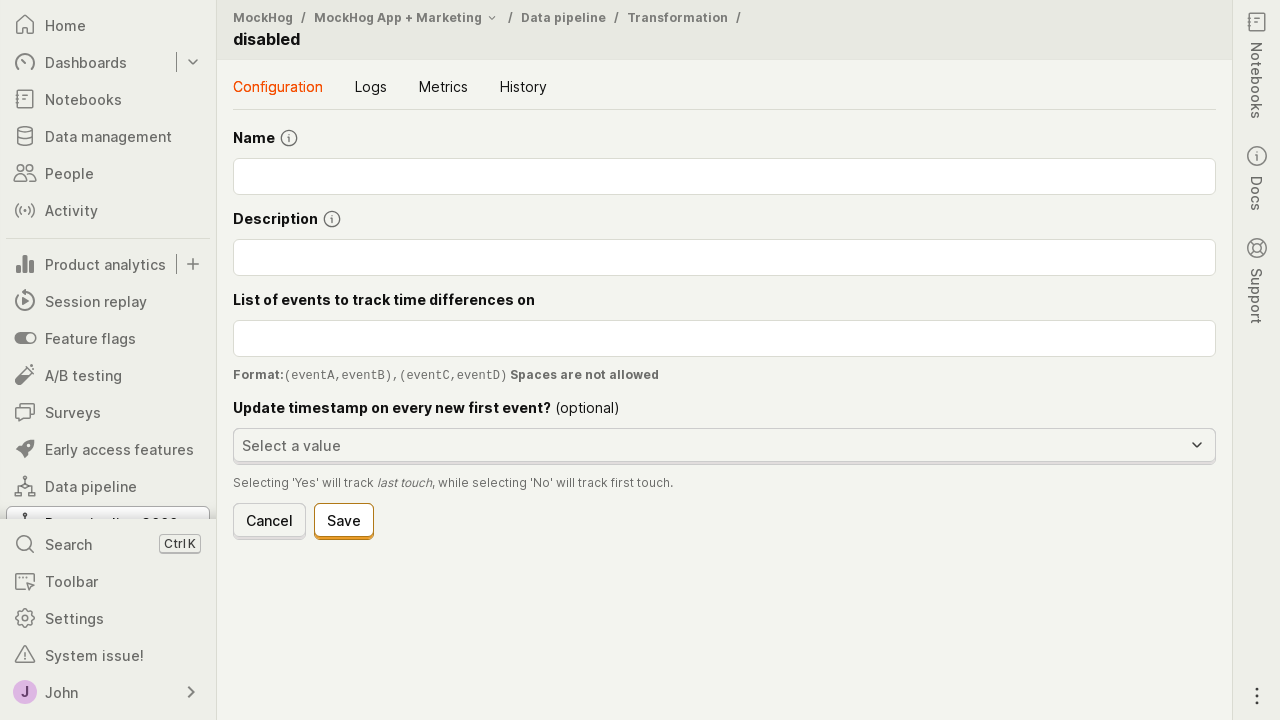 Home
Dashboards
Notebooks
Data management
People
Activity
Product analytics
Session replay
Feature flags
A/B testing
Surveys
Early access features
Data pipeline
Search Ctrl K
Toolbar
Settings
System issue!
J John
MockHog / MockHog App + Marketing / Data pipeline / Transformation /
disabled
Configuration Logs Metrics History
Name
Description
List of events to track time differences on
Format:(eventA,eventB),(eventC,eventD) Spaces are not allowed
Update timestamp on every new first event? (optional)
Select a value
Selecting 'Yes' will track last touch, while selecting 'No' will track first touch.
Cancel Save
Notebooks
Docs
Support